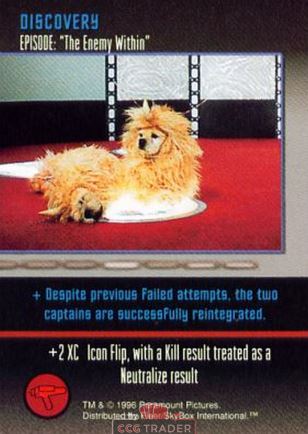 DISCOVERY
EPISODE: "The Enemy Within"
+ Despite previous failed attempts, the two
captains are successfully reintegrated.
+2 XC Icon Flip, with a Kill result treated as a
Neutralize result
TM & © 1996 Paramount Pictures.
Distributed by Fleer/SkyBox International.™
CCG TRADER